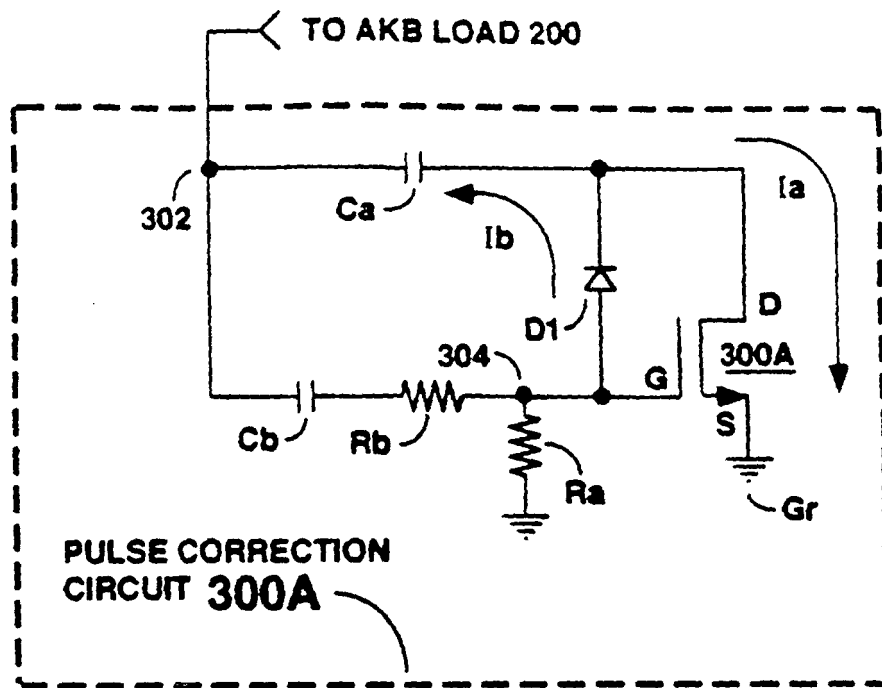 TO AKB LOAD 200
302
Ca
Ia
Ib
D1
D
304
G
300A
S
Cb
Rb
Ra
Gr
PULSE CORRECTION
CIRCUIT 300A